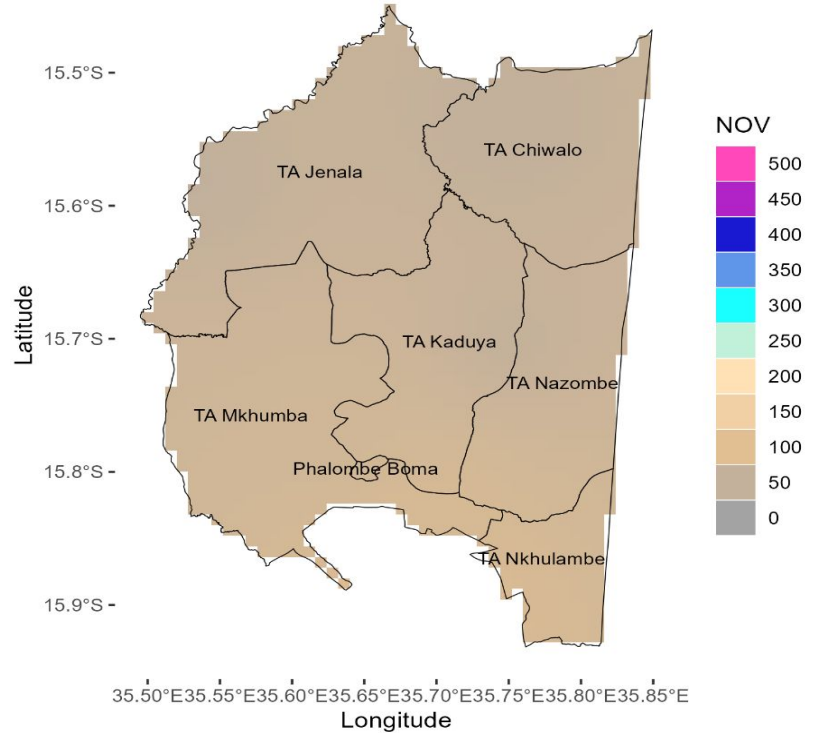 NOV
500
450
400
350
300
250
200
150
100
50
0
15.5°S
15.6°S
15.7°S
15.8°S
15.9°S
Latitude
TA Chiwalo
TA Jenala
TA Kaduya
TA Nazombe
TA Mkhumba
Phalombe Boma
TA Nkhulambe
35.50°E35.55°E35.60°E35.65°E35.70°E35.75°E35.80°E35.85°E
Longitude